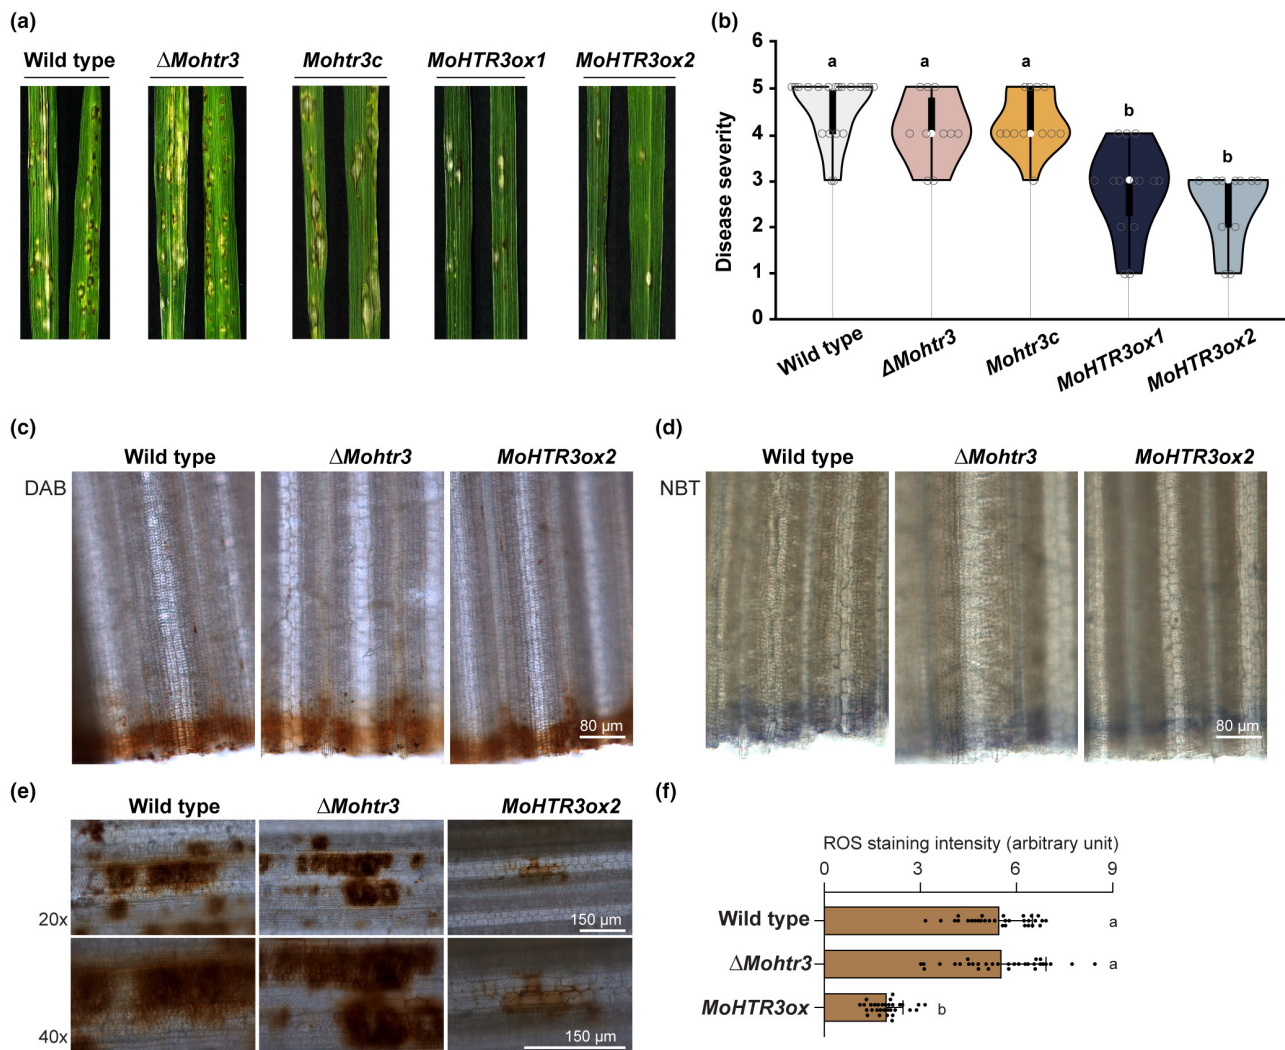 (a)
Wild type ΔMohtr3 Mohtr3c MoHTR3ox1 MoHTR3ox2
(b)
6
5
4
3
2
1
0
Disease severity
a a a b b
Wild type ΔMohtr3 Mohtr3c MoHTR3ox1 MoHTR3ox2
(c)
Wild type ΔMohtr3 MoHTR3ox2
DAB
80 µm
(d)
Wild type ΔMohtr3 MoHTR3ox2
NBT
80 µm
(e)
Wild type ΔMohtr3 MoHTR3ox2
20x
150 µm
40x
150 µm
(f)
ROS staining intensity (arbitrary unit)
0 3 6 9
Wild type a
ΔMohtr3 a
MoHTR3ox b